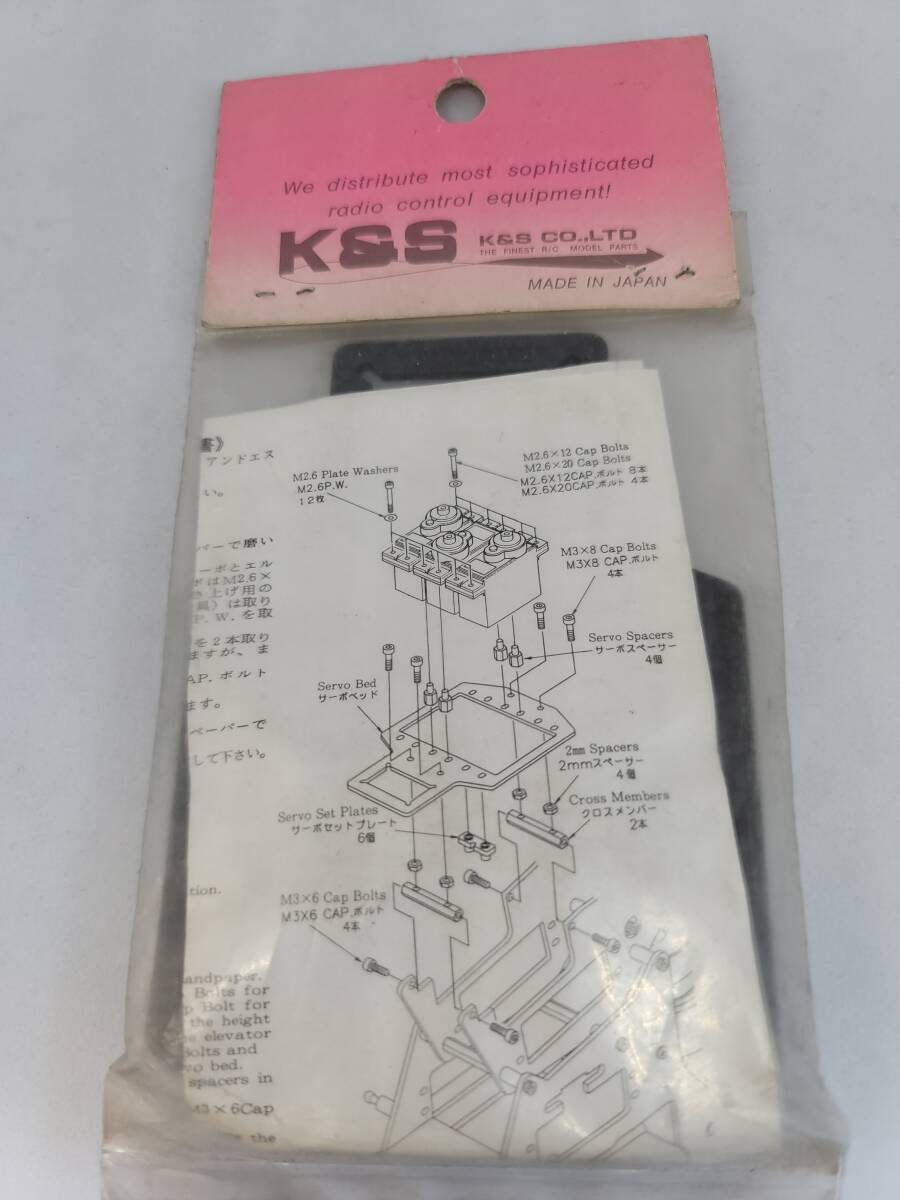 We distribute most sophisticated
radio control equipment!
K&S K&S CO.,LTD
THE FINEST R/C MODEL PARTS
MADE IN JAPAN
書》
アンドエス
い。
パーで磨い
ーボとエル
ボはM2.6×
き上げ用の
具）は取り
P. W. を取
を2本取り
ますが、ま
AP. ボルト
ます。
ペーパーで
して下さい。
tion.
andpaper.
Bolts for
p Bolt for
the height
e elevator
Bolts and
vo bed.
spacers in
M3×6Cap
the
M2.6 Plate Washers
M2.6P.W.
12枚
M2.6×12 Cap Bolts
M2.6×20 Cap Bolts
M2.6X12CAP.ボルト 8本
M2.6X20CAP.ボルト 4本
M3×8 Cap Bolts
M3X8 CAP.ボルト
4本
Servo Spacers
サーボスペーサー
4個
Servo Bed
サーボベッド
2mm Spacers
2mmスペーサー
4個
Servo Set Plates
サーボセットプレート
6個
Cross Members
クロスメンバー
2本
M3×6 Cap Bolts
M3X6 CAP.ボルト
4本